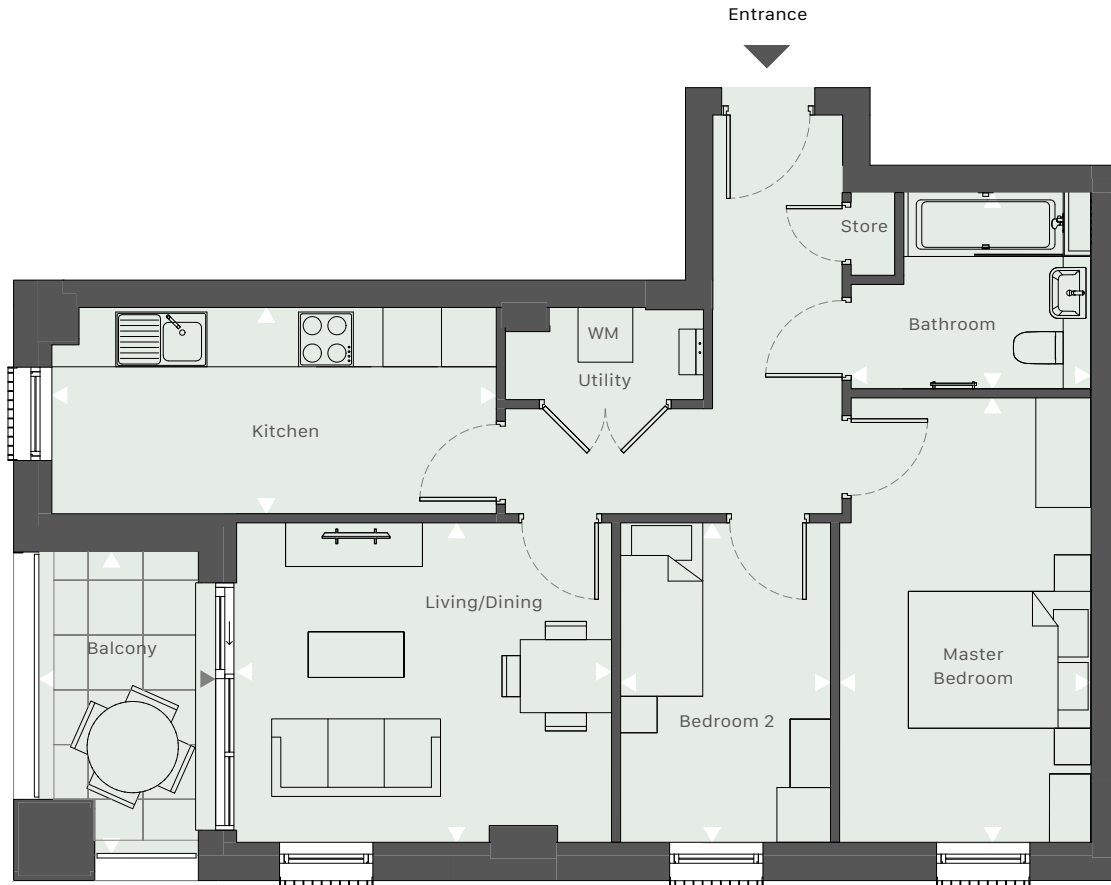 Entrance
Store
Bathroom
WM
Utility
Kitchen
Living/Dining
Balcony
Master
Bedroom
Bedroom 2